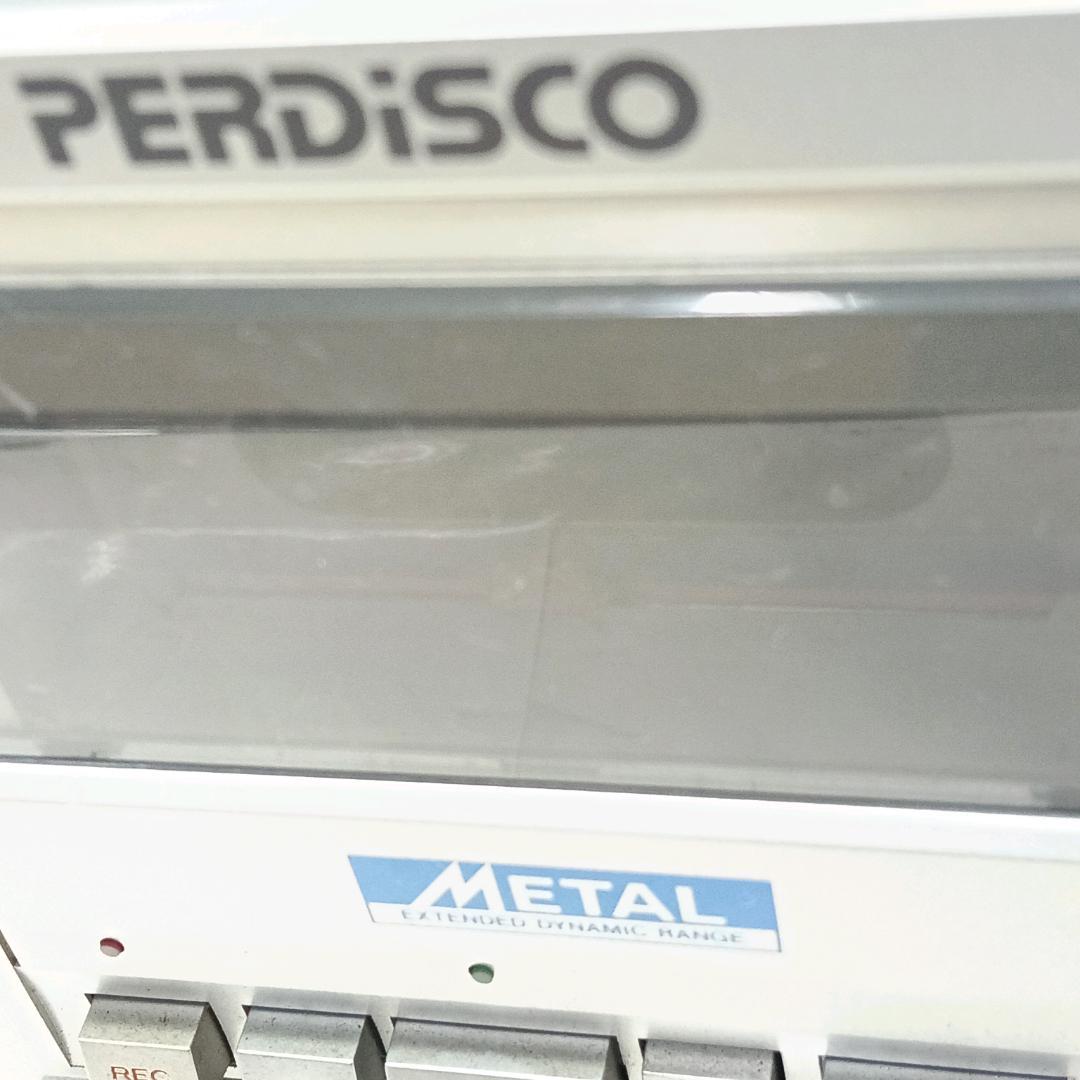 PERDiSCO
METAL
EXTENDED DYNAMIC RANGE
REC